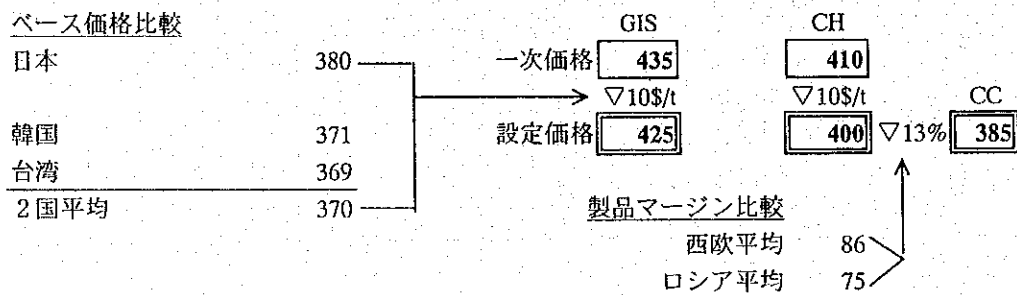 ベース価格比較 GIS CH
日本 380 一次価格 435 410
▽10$/t ▽10$/t CC
韓国 371 設定価格 425 400 ▽13% 385
台湾 369
2国平均 370 製品マージン比較
西欧平均 86
ロシア平均 75